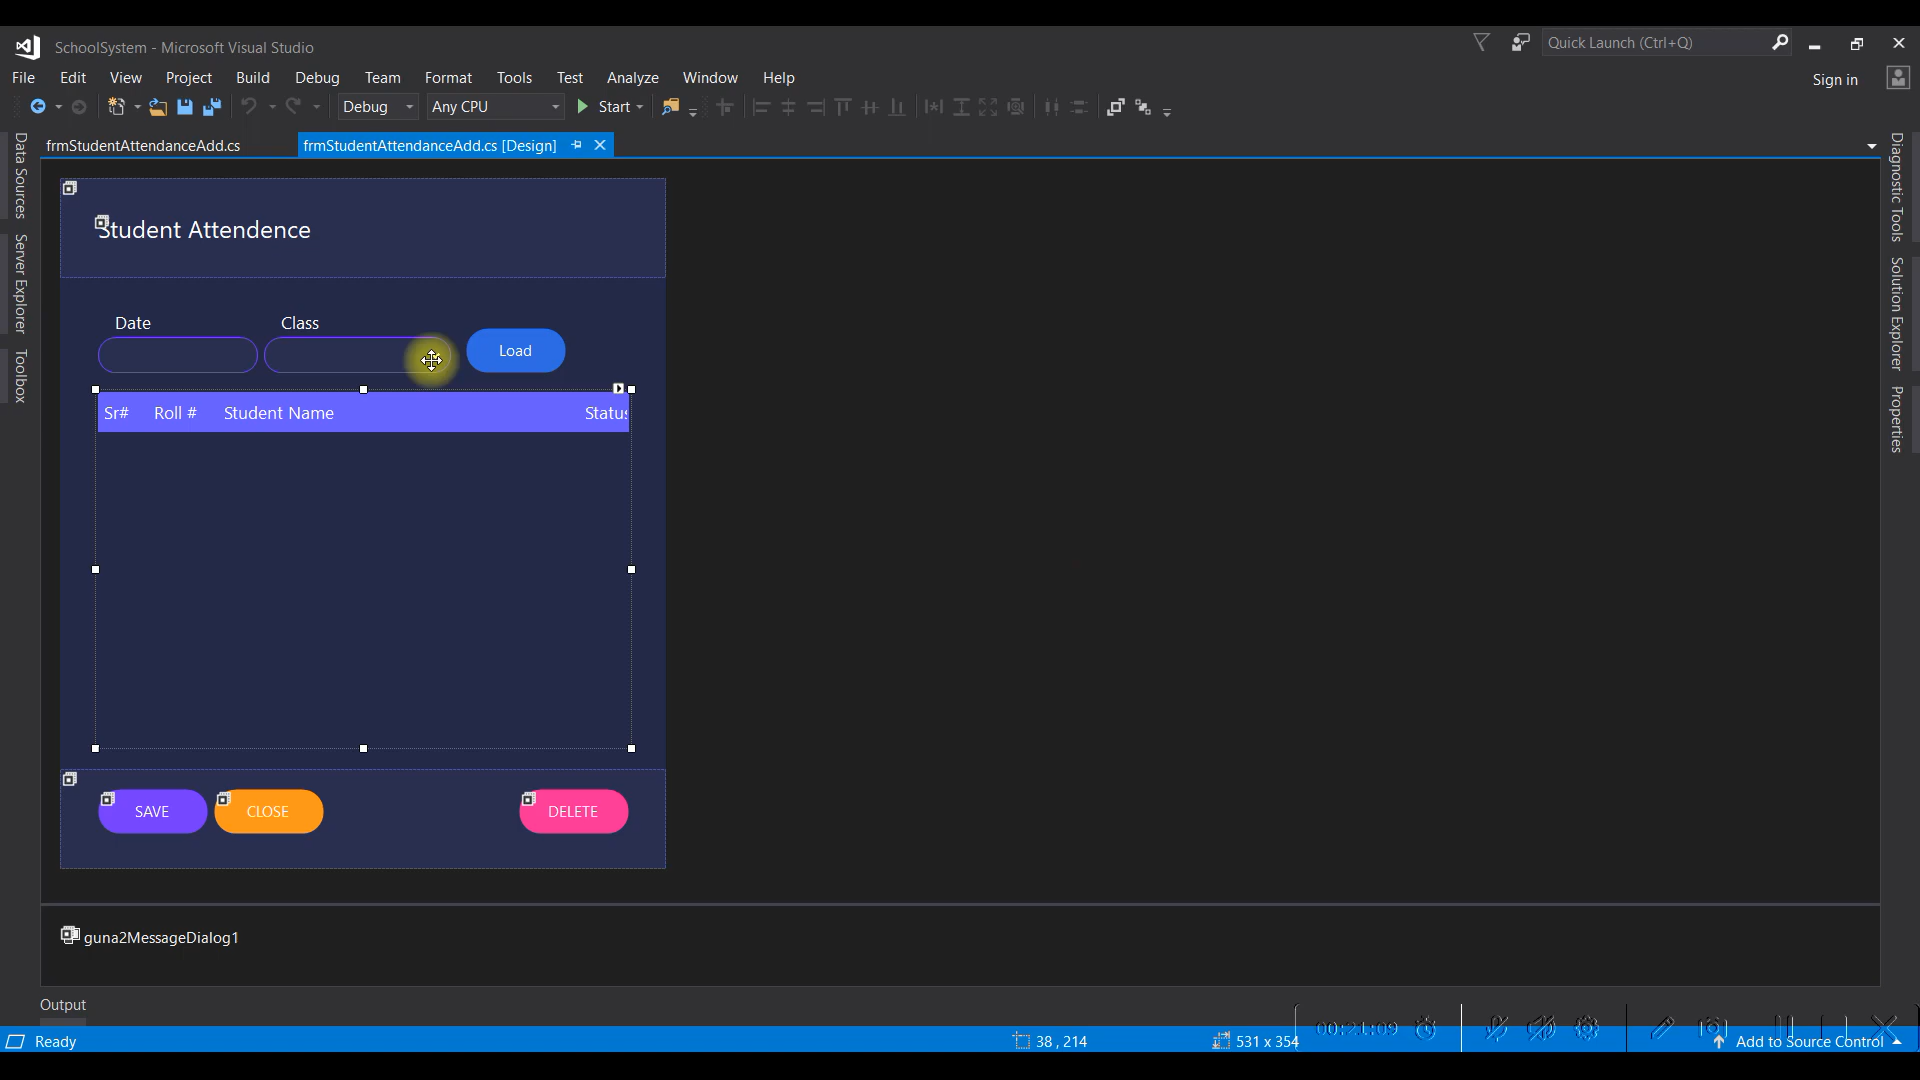 SchoolSystem - Microsoft Visual Studio
Quick Launch (Ctrl+Q)
File Edit View Project Build Debug Team Format Tools Test Analyze Window Help
Sign in
Debug Any CPU Start
frmStudentAttendanceAdd.cs
frmStudentAttendanceAdd.cs [Design]
Data Sources
Server Explorer
Toolbox
Diagnostic Tools
Solution Explorer
Properties
Student Attendence
Date Class
Load
Sr# Roll # Student Name Status
SAVE CLOSE DELETE
guna2MessageDialog1
Output
00:21:09
Ready
38 , 214
531 x 354
Add to Source Control